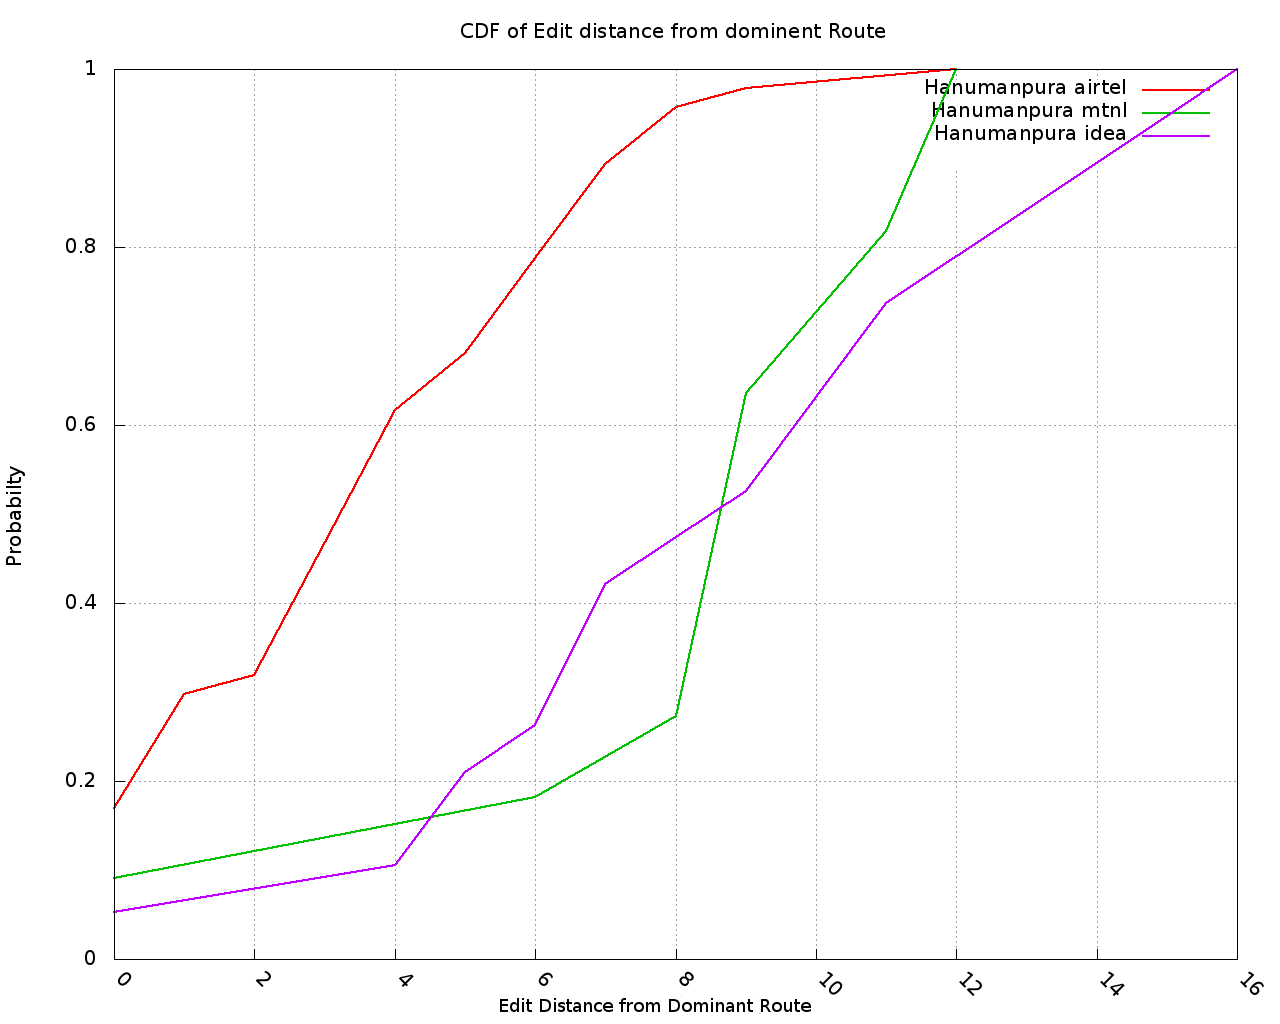 CDF of Edit distance from dominent Route
1
0.8
0.6
0.4
0.2
0
Probabilty
Hanumanpura airtel
Hanumanpura mtnl
Hanumanpura idea
0 2 4 6 8 10 12 14 16
Edit Distance from Dominant Route